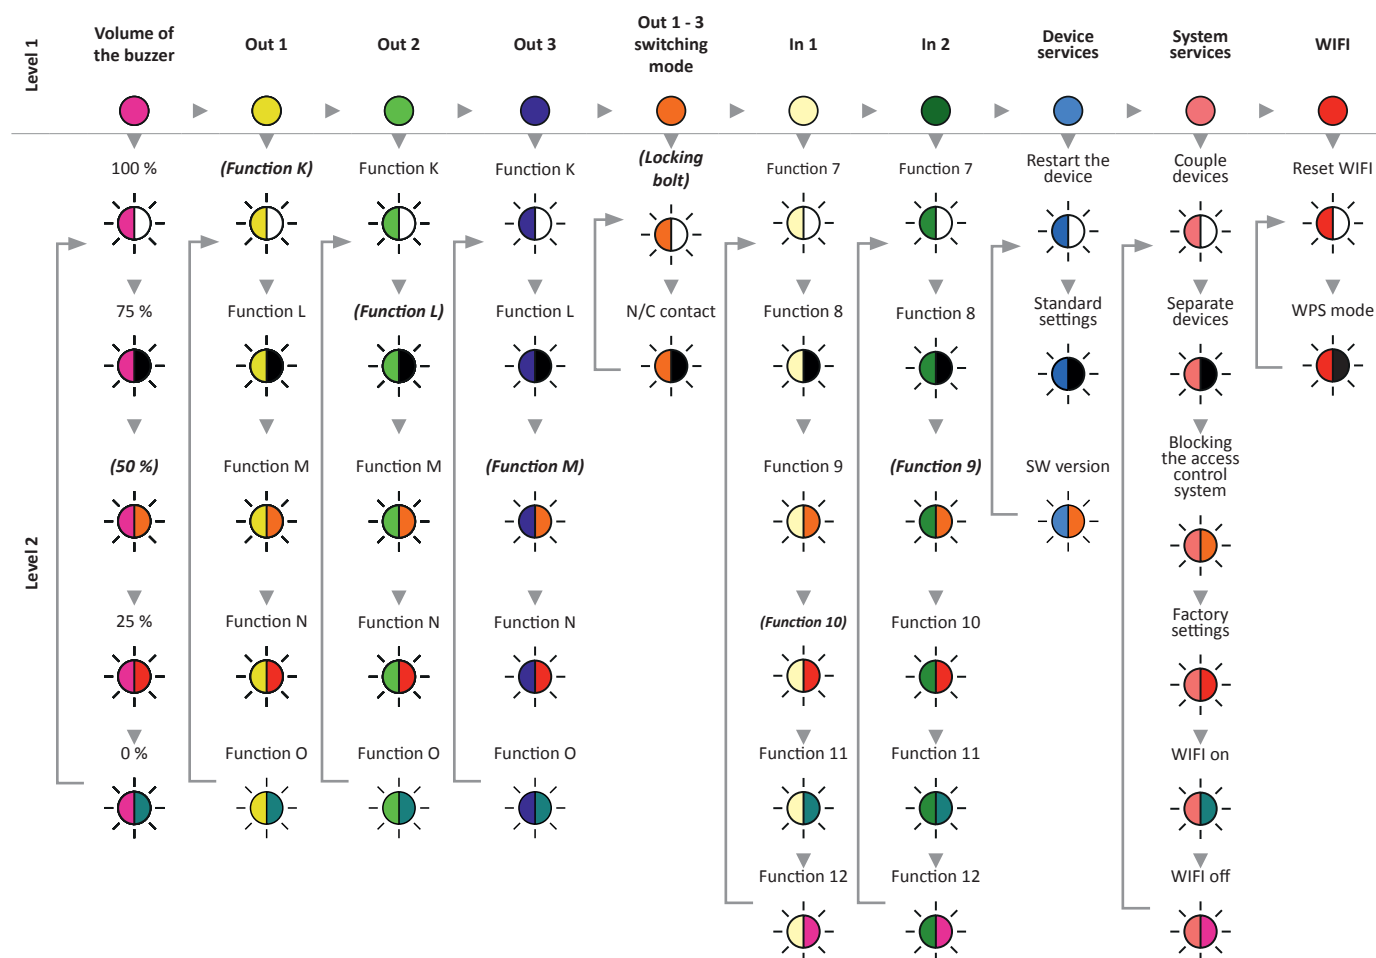 Level 1
Volume of
the buzzer
Out 1
Out 2
Out 3
Out 1 - 3
switching
mode
In 1
In 2
Device
services
System
services
WIFI
Level 2
100 %
(Function K)
Function K
Function K
(Locking
bolt)
Function 7
Function 7
Restart the
device
Couple
devices
Reset WIFI
75 %
Function L
(Function L)
Function L
N/C contact
Function 8
Function 8
Standard
settings
Separate
devices
WPS mode
(50 %)
Function M
Function M
(Function M)
Function 9
(Function 9)
SW version
Blocking
the access
control
system
25 %
Function N
Function N
Function N
(Function 10)
Function 10
Factory
settings
0 %
Function O
Function O
Function O
Function 11
Function 11
WIFI on
Function 12
Function 12
WIFI off